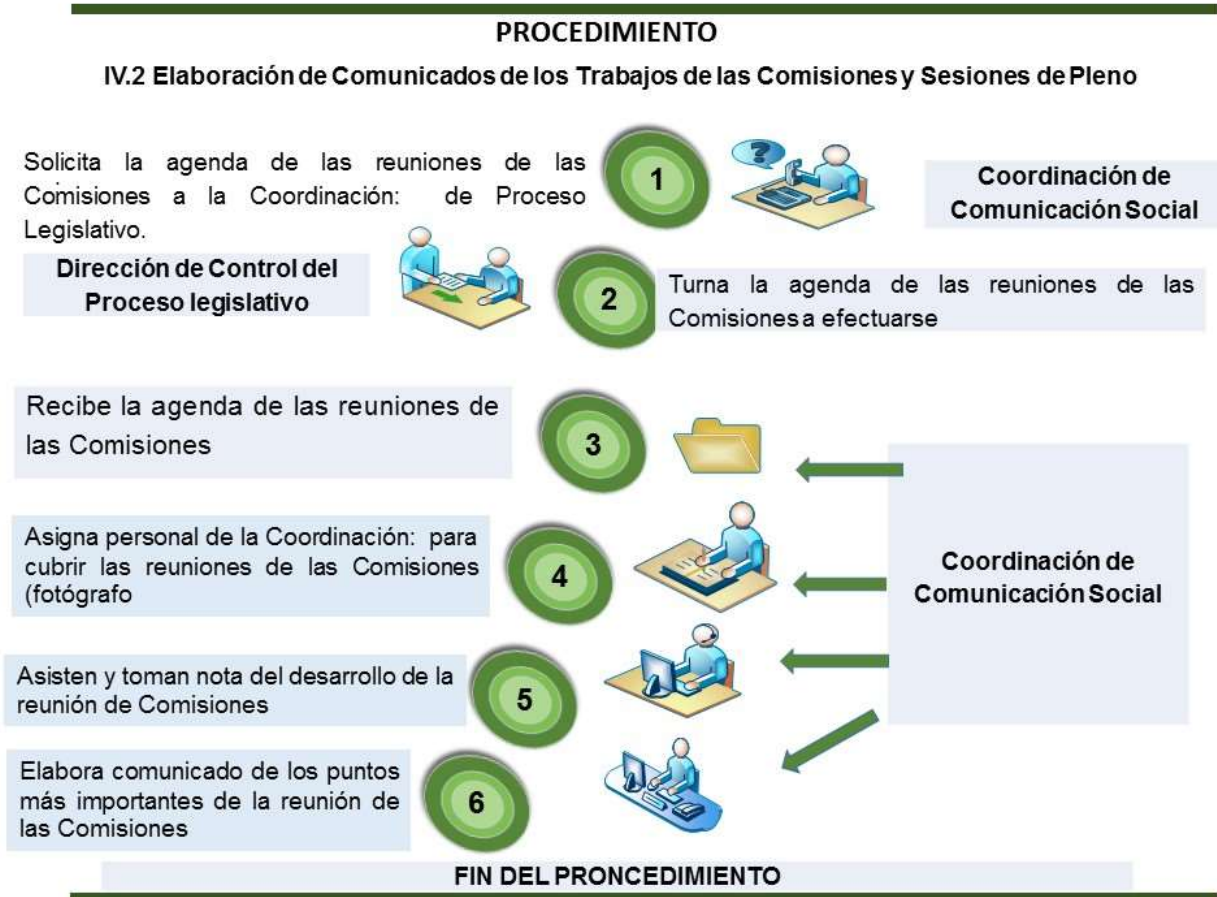 PROCEDIMIENTO
IV.2 Elaboración de Comunicados de los Trabajos de las Comisiones y Sesiones de Pleno
Solicita la agenda de las reuniones de las
Comisiones a la Coordinación: de Proceso
Legislativo.
1
?
Coordinación de
Comunicación Social
Dirección de Control del
Proceso legislativo
2
Turna la agenda de las reuniones de las
Comisiones a efectuarse
Recibe la agenda de las reuniones de
las Comisiones
3
Asigna personal de la Coordinación: para
cubrir las reuniones de las Comisiones
(fotógrafo
4
Coordinación de
Comunicación Social
Asisten y toman nota del desarrollo de la
reunión de Comisiones
5
Elabora comunicado de los puntos
más importantes de la reunión de
las Comisiones
6
FIN DEL PRONCEDIMIENTO